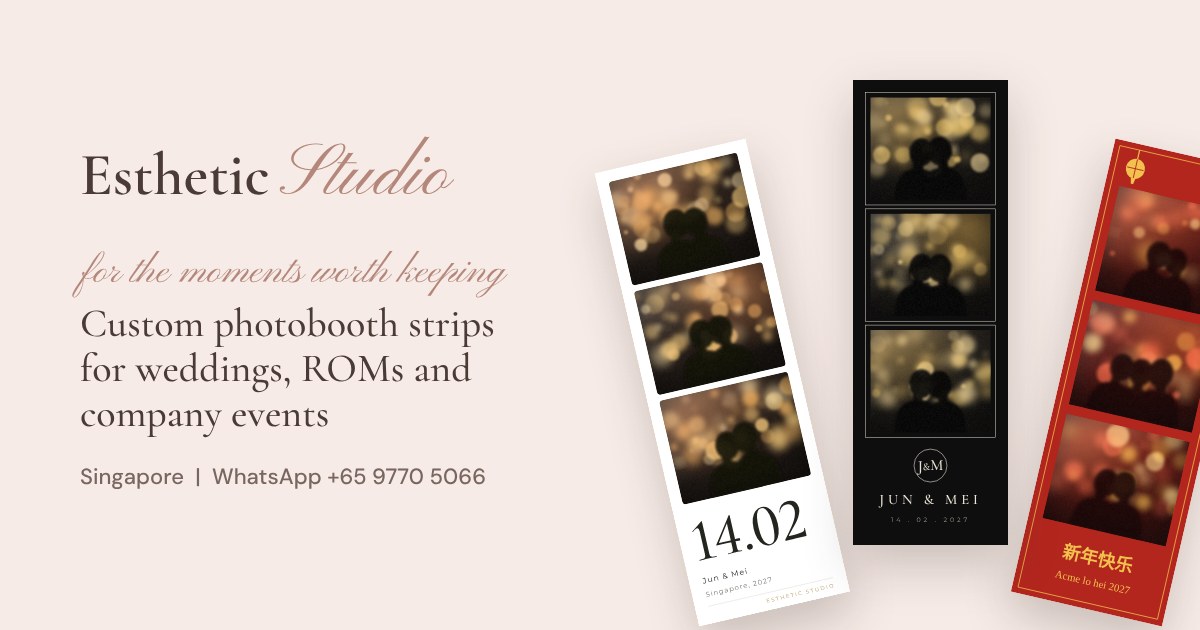 Esthetic Studio
for the moments worth keeping
Custom photobooth strips
for weddings, ROMs and
company events
Singapore | WhatsApp +65 9770 5066
14.02
Jun & Mei
Singapore, 2027
ESTHETIC STUDIO
J&M
JUN & MEI
14 . 02 . 2027
新年快乐
Acme lo hei 2027